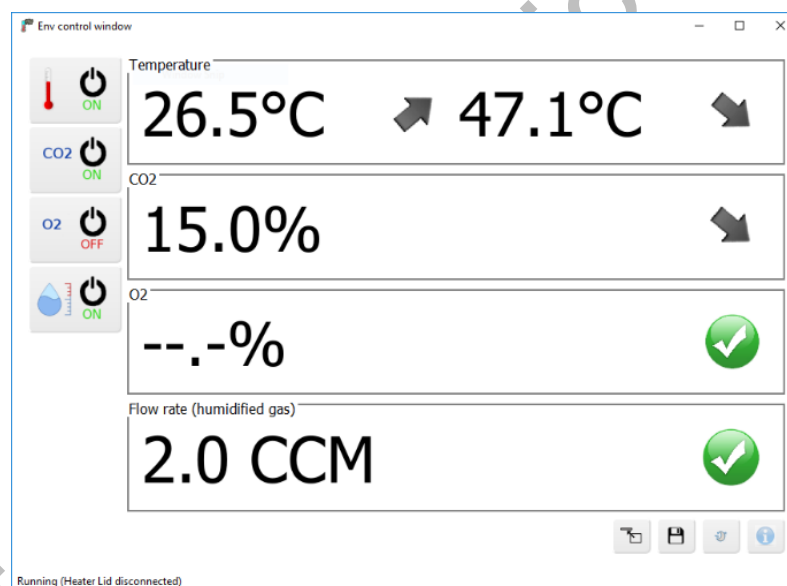 Env control window
ON
Temperature
26.5°C 47.1°C
CO2 ON
CO2
15.0%
O2 OFF
O2
--.-%
ON
Flow rate (humidified gas)
2.0 CCM
Running (Heater Lid disconnected)